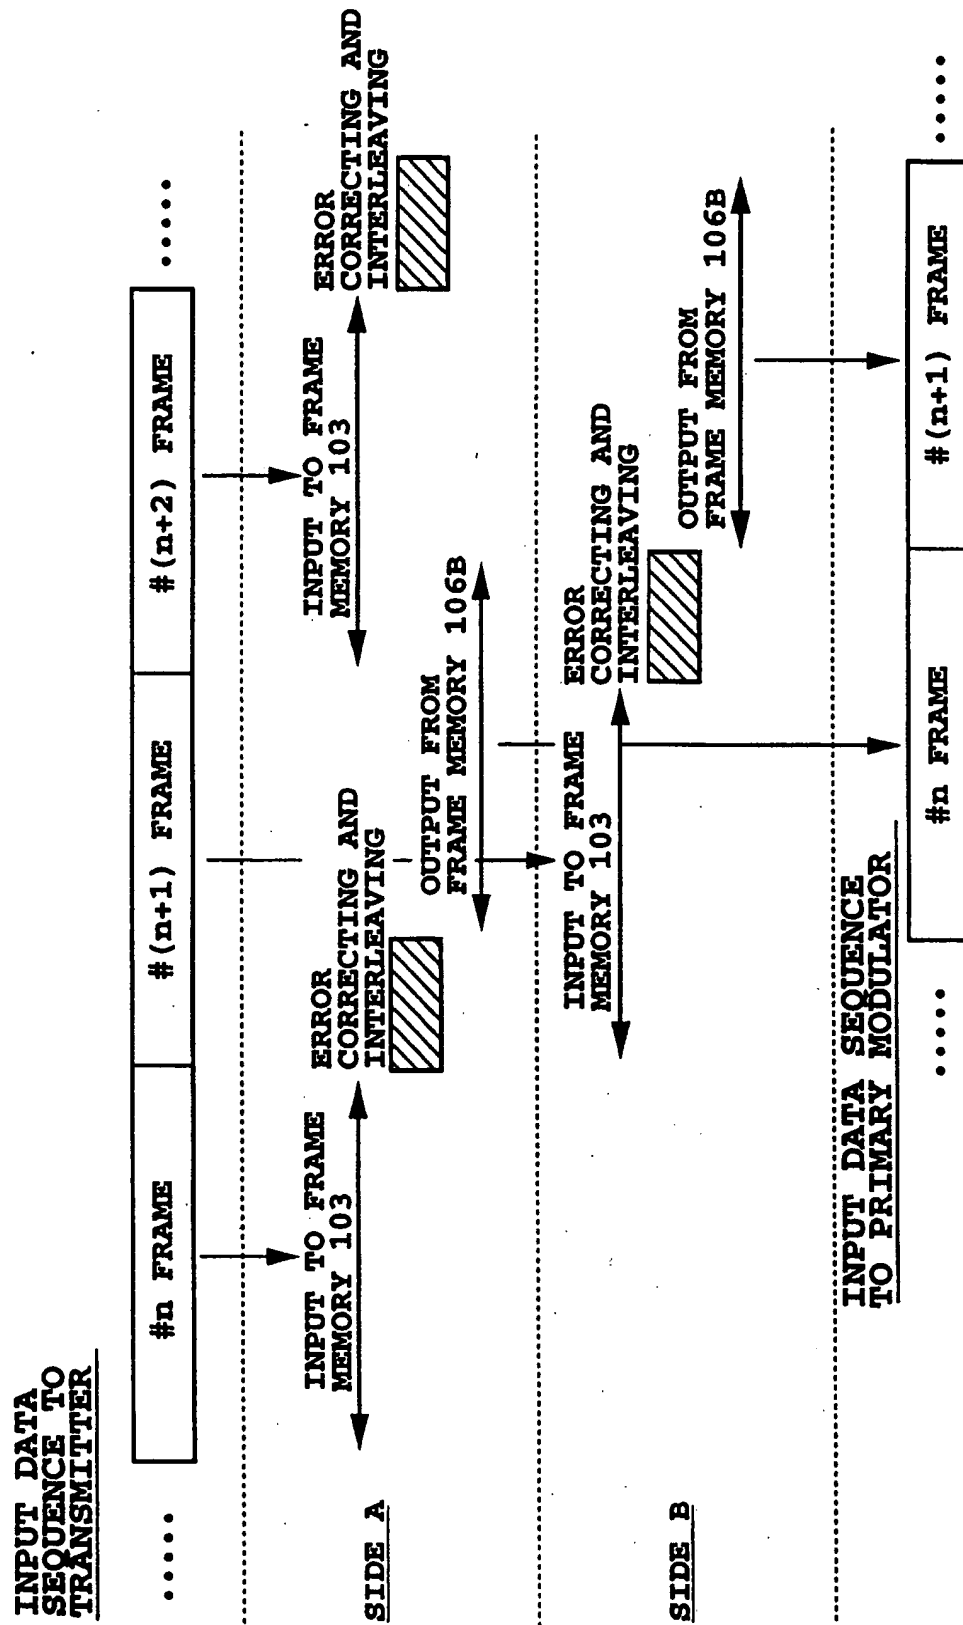 INPUT DATA
SEQUENCE TO
TRANSMITTER
.....
#n FRAME
#(n+1) FRAME
#(n+2) FRAME
.....
SIDE A
INPUT TO FRAME
MEMORY 103
ERROR
CORRECTING AND
INTERLEAVING
OUTPUT FROM
FRAME MEMORY 106B
INPUT TO FRAME
MEMORY 103
ERROR
CORRECTING AND
INTERLEAVING
SIDE B
INPUT TO FRAME
MEMORY 103
ERROR
CORRECTING AND
INTERLEAVING
OUTPUT FROM
FRAME MEMORY 106B
INPUT DATA SEQUENCE
TO PRIMARY MODULATOR
.....
#n FRAME
#(n+1) FRAME
.....